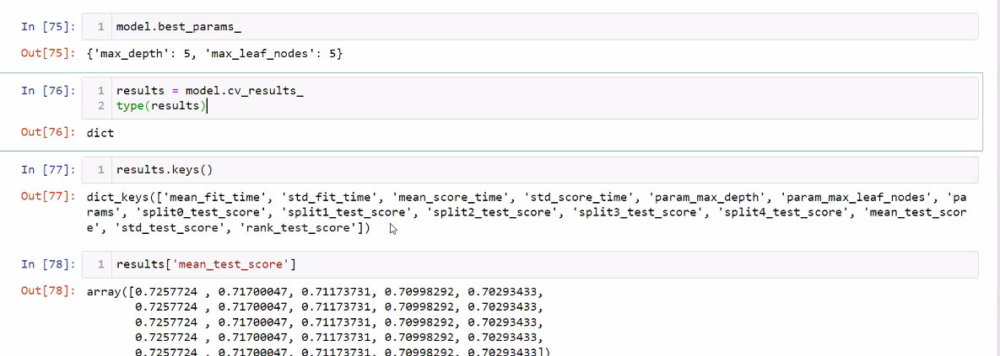 In [75]: 1 model.best_params_
Out[75]: {'max_depth': 5, 'max_leaf_nodes': 5}
In [76]: 1 results = model.cv_results_
2 type(results)
Out[76]: dict
In [77]: 1 results.keys()
Out[77]: dict_keys(['mean_fit_time', 'std_fit_time', 'mean_score_time', 'std_score_time', 'param_max_depth', 'param_max_leaf_nodes', 'pa
rams', 'split0_test_score', 'split1_test_score', 'split2_test_score', 'split3_test_score', 'split4_test_score', 'mean_test_scor
e', 'std_test_score', 'rank_test_score'])
In [78]: 1 results['mean_test_score']
Out[78]: array([0.7257724 , 0.71700047, 0.71173731, 0.70998292, 0.70293433,
0.7257724 , 0.71700047, 0.71173731, 0.70998292, 0.70293433,
0.7257724 , 0.71700047, 0.71173731, 0.70998292, 0.70293433,
0.7257724 , 0.71700047, 0.71173731, 0.70998292, 0.70293433,
0.7257724 , 0.71700047, 0.71173731, 0.70998292, 0.70293433])